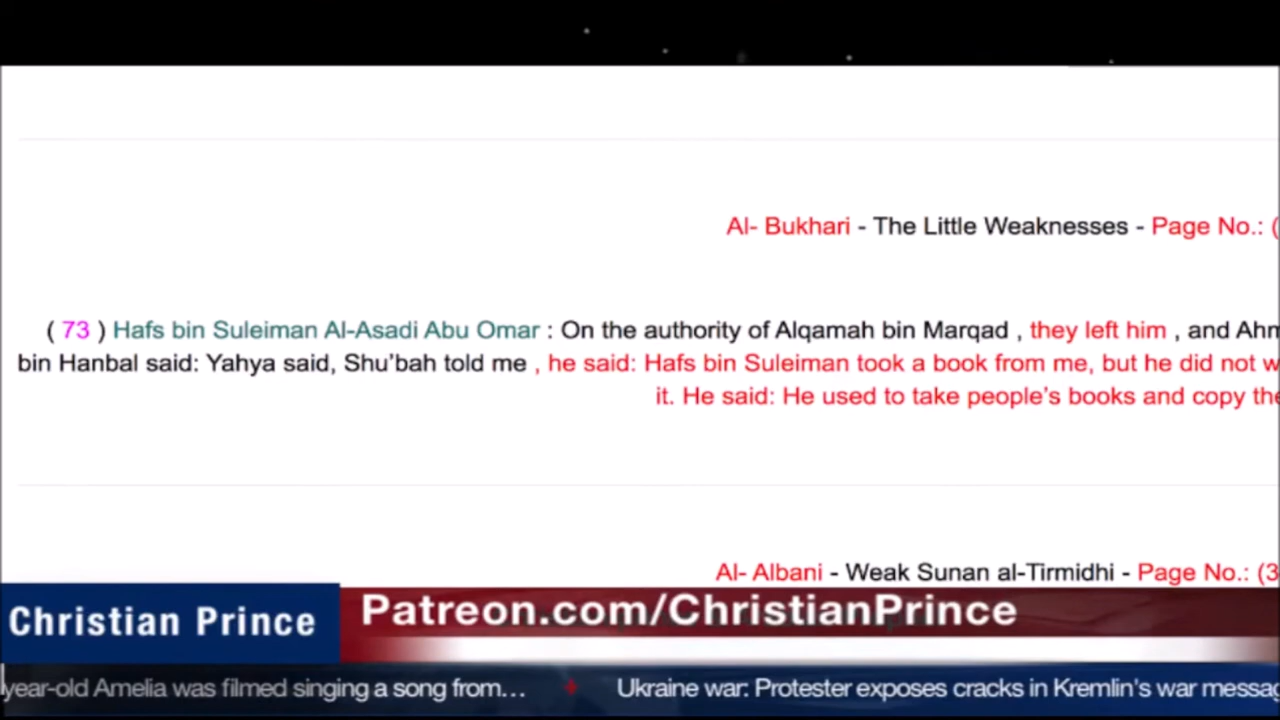 Al- Bukhari - The Little Weaknesses - Page No.: (
( 73 ) Hafs bin Suleiman Al-Asadi Abu Omar : On the authority of Alqamah bin Marqad , they left him , and Ahm
bin Hanbal said: Yahya said, Shu'bah told me , he said: Hafs bin Suleiman took a book from me, but he did not w
it. He said: He used to take people's books and copy the
Al- Albani - Weak Sunan al-Tirmidhi - Page No.: (3
Christian Prince
Patreon.com/ChristianPrince
year-old Amelia was filmed singing a song from... Ukraine war: Protester exposes cracks in Kremlin's war messag